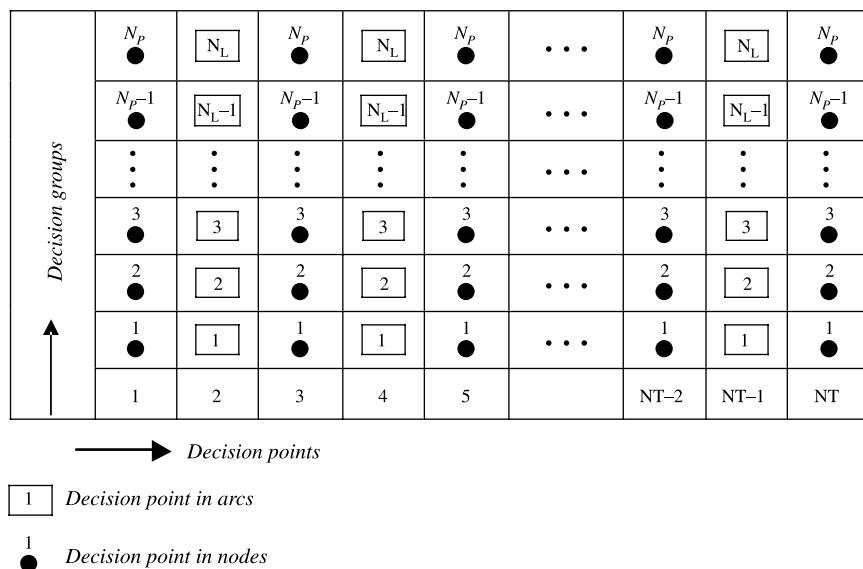 N_P N_L N_P N_L N_P • • • N_P N_L N_P
N_P–1 N_L–1 N_P–1 N_L–1 N_P–1 • • • N_P–1 N_L–1 N_P–1
3 3 3 3 3 • • • 3 3 3
2 2 2 2 2 • • • 2 2 2
1 1 1 1 1 • • • 1 1 1
1 2 3 4 5 NT–2 NT–1 NT
Decision groups
Decision points
1 Decision point in arcs
1 Decision point in nodes